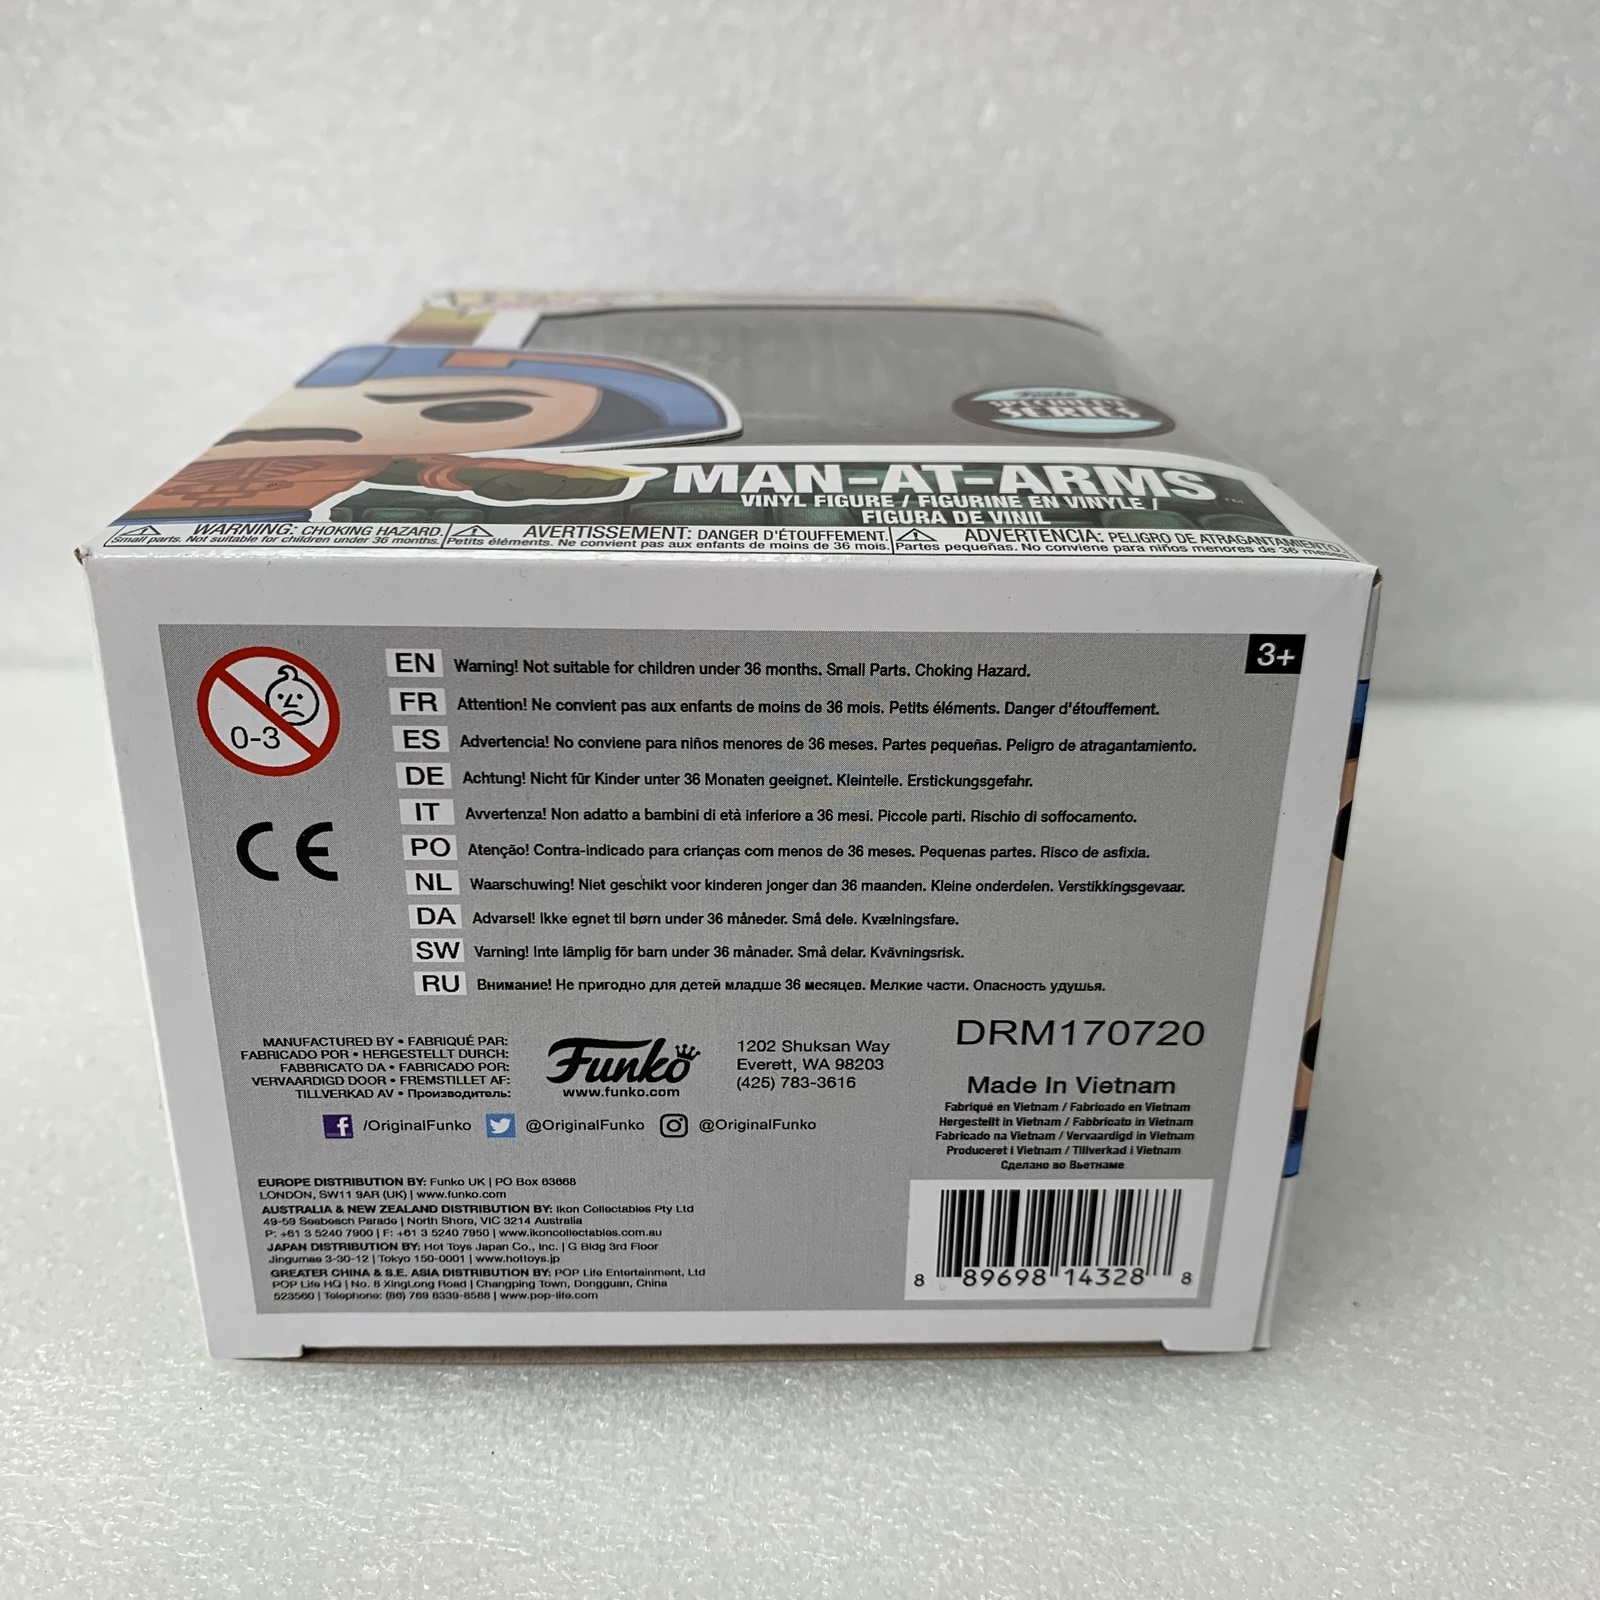 Funko
SPECIALTY
SERIES
MAN-AT-ARMS™
VINYL FIGURE / FIGURINE EN VINYLE /
FIGURA DE VINIL
WARNING: CHOKING HAZARD.
Small parts. Not suitable for children under 36 months.
AVERTISSEMENT: DANGER D'ÉTOUFFEMENT.
Petits éléments. Ne convient pas aux enfants de moins de 36 mois.
ADVERTENCIA: PELIGRO DE ATRAGANTAMIENTO.
Partes pequeñas. No conviene para niños menores de 36 meses.
3+
0-3
EN Warning! Not suitable for children under 36 months. Small Parts. Choking Hazard.
FR Attention! Ne convient pas aux enfants de moins de 36 mois. Petits éléments. Danger d'étouffement.
ES Advertencia! No conviene para niños menores de 36 meses. Partes pequeñas. Peligro de atragantamiento.
DE Achtung! Nicht für Kinder unter 36 Monaten geeignet. Kleinteile. Erstickungsgefahr.
IT Avvertenza! Non adatto a bambini di età inferiore a 36 mesi. Piccole parti. Rischio di soffocamento.
PO Atenção! Contra-indicado para crianças com menos de 36 meses. Pequenas partes. Risco de asfixia.
NL Waarschuwing! Niet geschikt voor kinderen jonger dan 36 maanden. Kleine onderdelen. Verstikkingsgevaar.
DA Advarsel! Ikke egnet til børn under 36 måneder. Små dele. Kvælningsfare.
SW Varning! Inte lämplig för barn under 36 månader. Små delar. Kvävningsrisk.
RU Внимание! Не пригодно для детей младше 36 месяцев. Мелкие части. Опасность удушья.
CE
MANUFACTURED BY • FABRIQUÉ PAR:
FABRICADO POR • HERGESTELLT DURCH:
FABBRICATO DA • FABRICADO POR:
VERVAARDIGD DOOR • FREMSTILLET AF:
TILLVERKAD AV • Производитель:
Funko
www.funko.com
1202 Shuksan Way
Everett, WA 98203
(425) 783-3616
/OriginalFunko @OriginalFunko @OriginalFunko
DRM170720
Made In Vietnam
Fabriqué en Vietnam / Fabricado en Vietnam
Hergestellt in Vietnam / Fabbricato in Vietnam
Fabricado na Vietnam / Vervaardigd in Vietnam
Produceret i Vietnam / Tillverkad i Vietnam
Сделано во Вьетнаме
EUROPE DISTRIBUTION BY: Funko UK | PO Box 63668
LONDON, SW11 9AR (UK) | www.funko.com
AUSTRALIA & NEW ZEALAND DISTRIBUTION BY: Ikon Collectables Pty Ltd
49-59 Seabeach Parade | North Shore, VIC 3214 Australia
P: +61 3 5240 7900 | F: +61 3 5240 7950 | www.ikoncollectables.com.au
JAPAN DISTRIBUTION BY: Hot Toys Japan Co., Inc. | G Bldg 3rd Floor
Jingumae 3-30-12 | Tokyo 150-0001 | www.hottoys.jp
GREATER CHINA & S.E. ASIA DISTRIBUTION BY: POP Life Entertainment, Ltd
POP Life HQ | No. 8 XingLong Road | Changping Town, Dongguan, China
523560 | Telephone: (86) 769 8339-8588 | www.pop-life.com
8 89698 14328 8